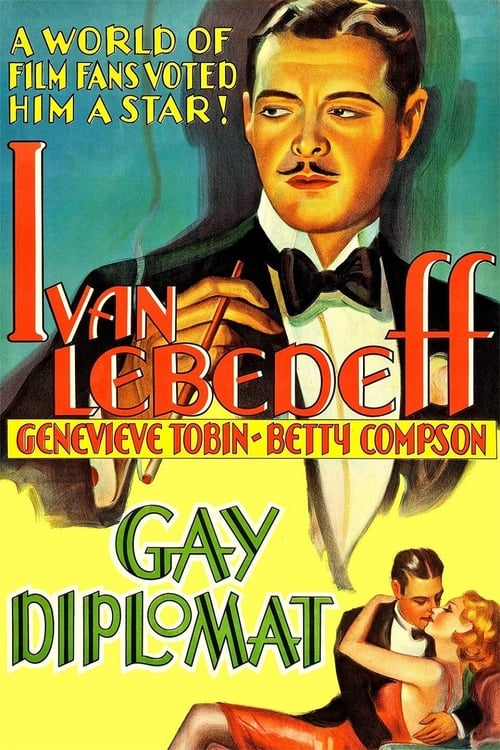 A WORLD OF
FILM FANS VOTED
HIM A STAR!
IVAN
LEBEDEFF
GENEVIEVE TOBIN-BETTY COMPSON
GAY
DIPLOMAT